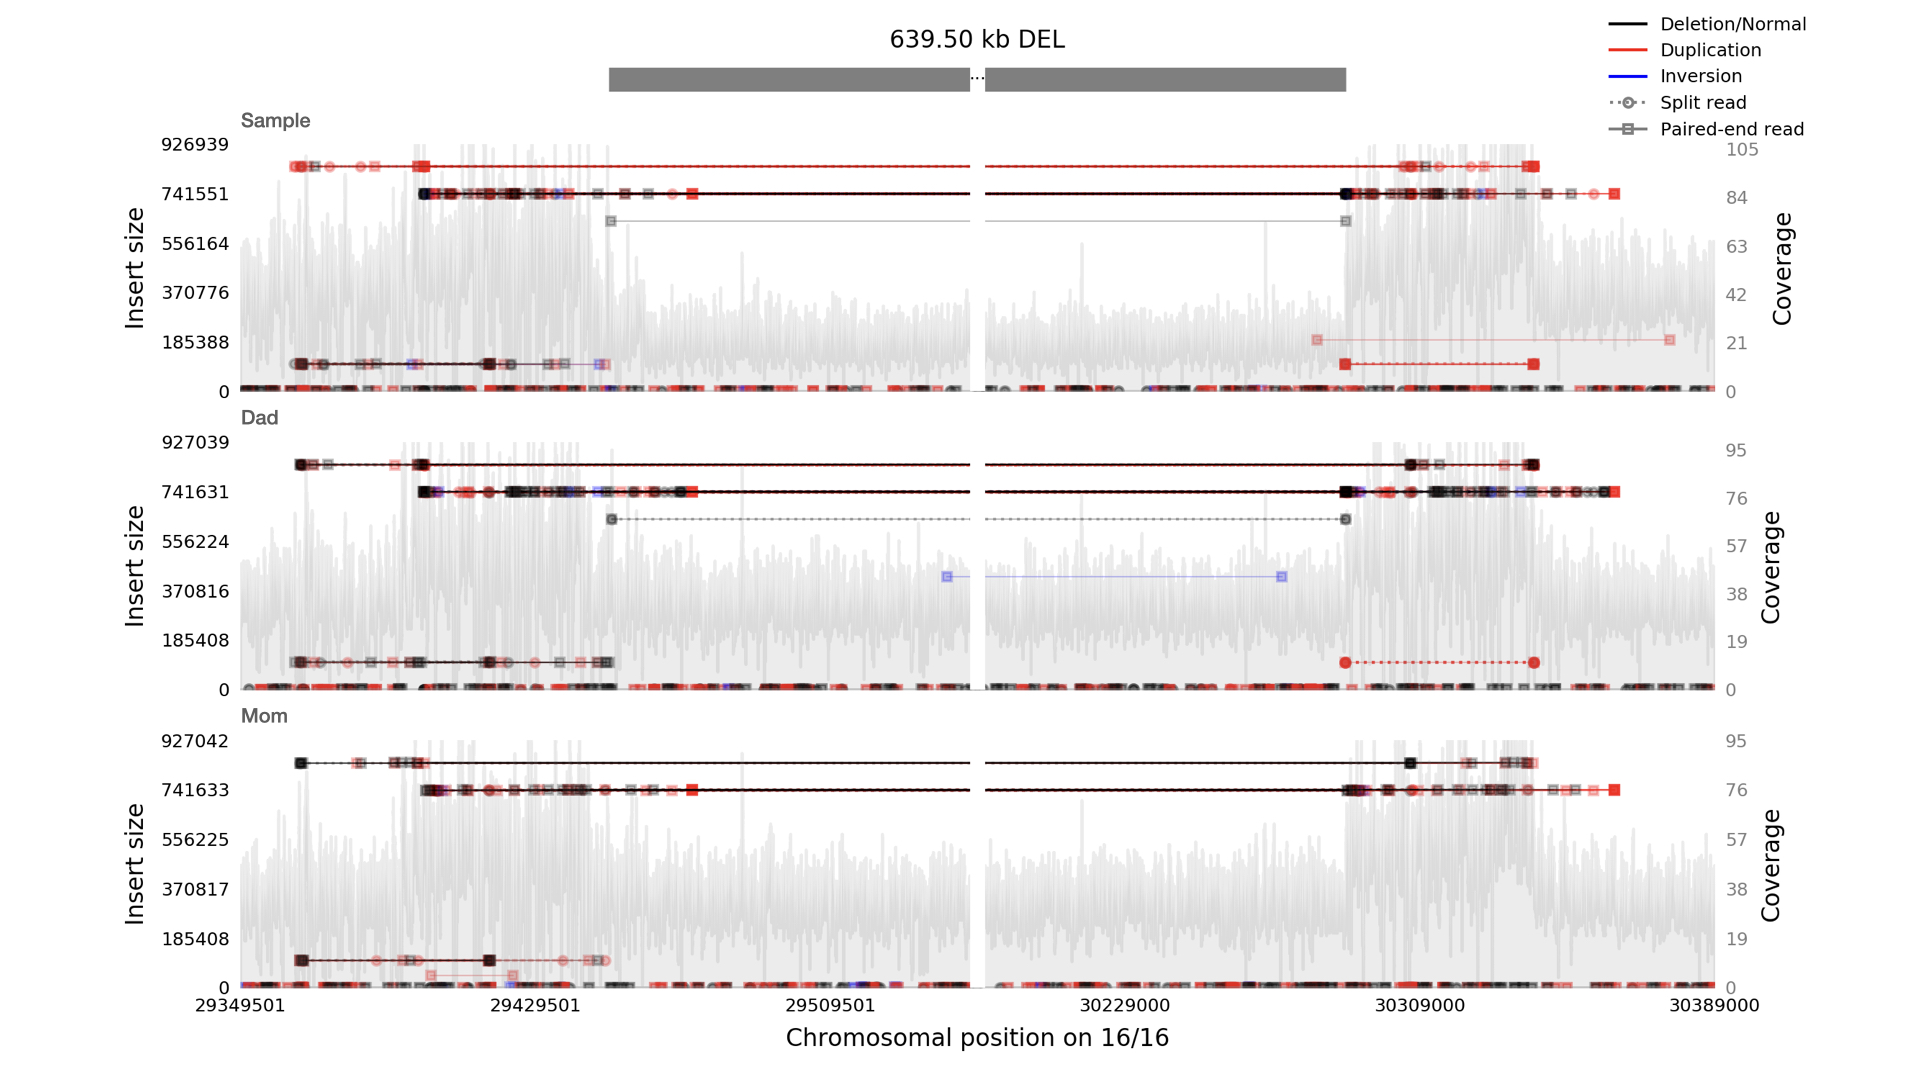 639.50 kb DEL
Deletion/Normal
Duplication
Inversion
Split read
Paired-end read
Sample
926939
741551
556164
370776
185388
0
Insert size
105
84
63
42
21
0
Coverage
Dad
927039
741631
556224
370816
185408
0
Insert size
95
76
57
38
19
0
Coverage
Mom
927042
741633
556225
370817
185408
0
Insert size
95
76
57
38
19
0
Coverage
29349501 29429501 29509501 30229000 30309000 30389000
Chromosomal position on 16/16